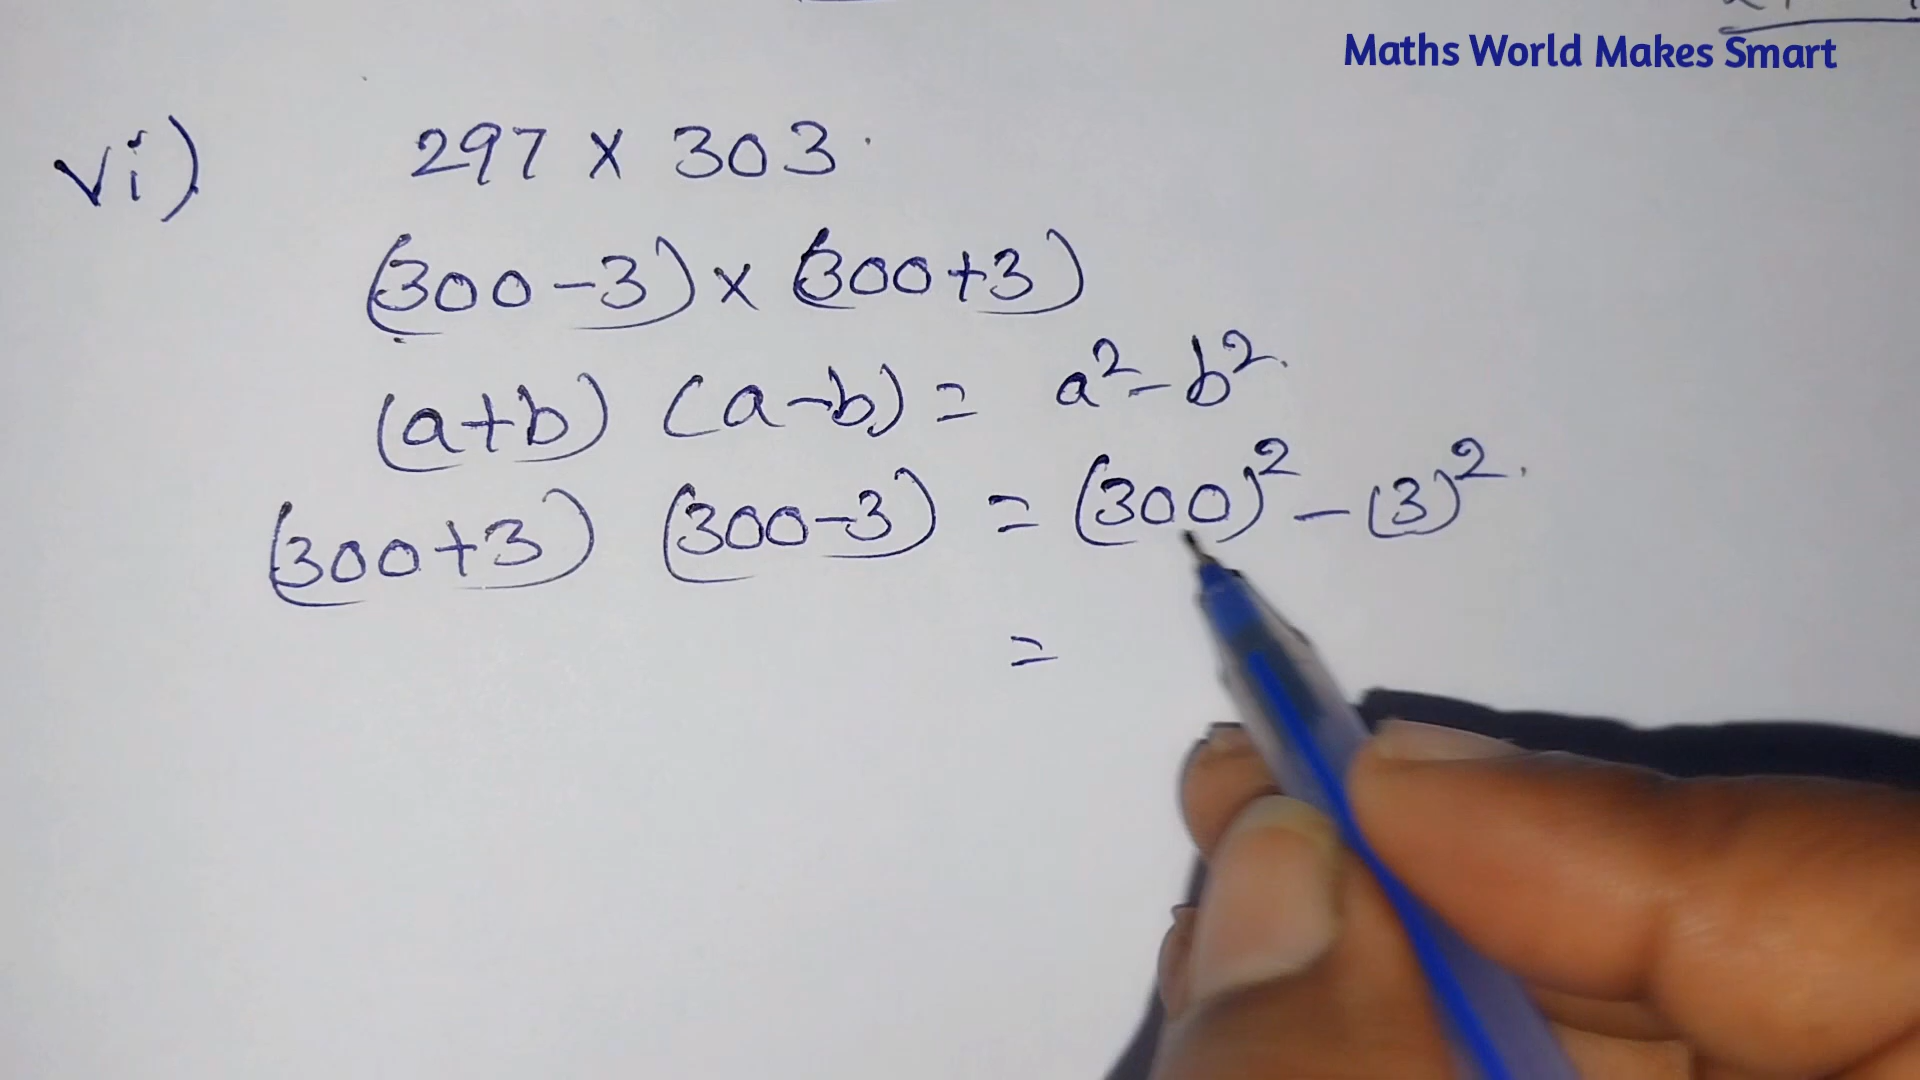 Maths World Makes Smart
vi) 297 × 303
(300-3) × (300+3)
(a+b) (a-b) = a² - b²
(300+3) (300-3) = (300)² - (3)²
=